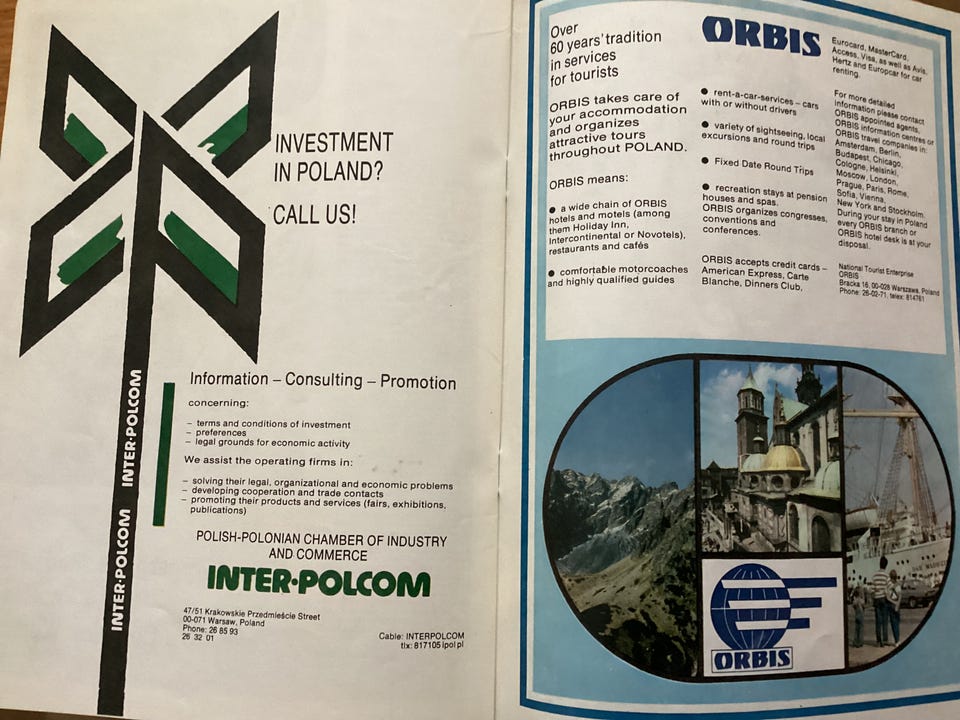 INVESTMENT
IN POLAND?
CALL US!
Information – Consulting – Promotion
concerning:
– terms and conditions of investment
– preferences
– legal grounds for economic activity
We assist the operating firms in:
– solving their legal, organizational and economic problems
– developing cooperation and trade contacts
– promoting their products and services (fairs, exhibitions,
publications)
POLISH-POLONIAN CHAMBER OF INDUSTRY
AND COMMERCE
INTER•POLCOM
47/51 Krakowskie Przedmieście Street
00-071 Warsaw, Poland
Phone: 26 85 93
26 32 01
Cable: INTERPOLCOM
tlx: 817105 ipol pl
INTER-POLCOM INTER-POLCOM
Over
60 years' tradition
in services
for tourists
ORBIS takes care of
your accommodation
and organizes
attractive tours
throughout POLAND.
ORBIS means:
● a wide chain of ORBIS
hotels and motels (among
them Holiday Inn,
Intercontinental or Novotels),
restaurants and cafés
● comfortable motorcoaches
and highly qualified guides
ORBIS
● rent-a-car-services – cars
with or without drivers
● variety of sightseeing, local
excursions and round trips
● Fixed Date Round Trips
● recreation stays at pension
houses and spas.
ORBIS organizes congresses,
conventions and
conferences.
ORBIS accepts credit cards –
American Express, Carte
Blanche, Dinners Club,
Eurocard, MasterCard,
Access, Visa, as well as Avis,
Hertz and Europcar for car
renting.
For more detailed
information please contact
ORBIS appointed agents,
ORBIS information centres or
ORBIS travel companies in:
Amsterdam, Berlin,
Budapest, Chicago,
Cologne, Helsinki,
Moscow, London,
Prague, Paris, Rome,
Sofia, Vienna,
New York and Stockholm.
During your stay in Poland
every ORBIS branch or
ORBIS hotel desk is at your
disposal.
National Tourist Enterprise
ORBIS
Bracka 16, 00-028 Warszawa, Poland
Phone: 26-02-71, telex: 814761
ORBIS